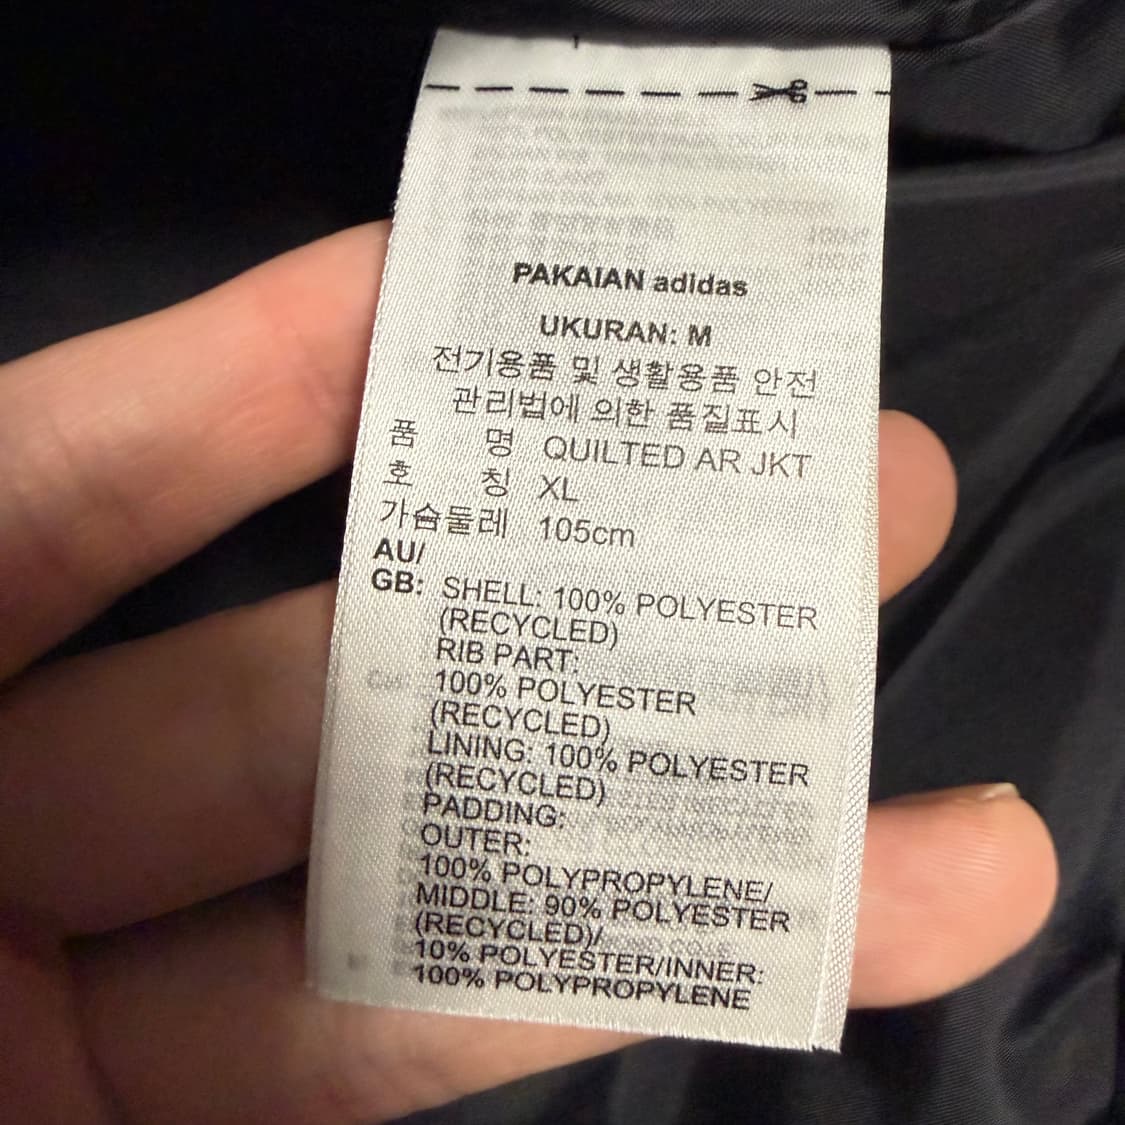 PAKAIAN adidas
UKURAN: M
전기용품 및 생활용품 안전
관리법에 의한 품질표시
품 명 QUILTED AR JKT
호 칭 XL
가슴둘레 105cm
AU/
GB: SHELL: 100% POLYESTER
(RECYCLED)
RIB PART:
100% POLYESTER
(RECYCLED)
LINING: 100% POLYESTER
(RECYCLED)
PADDING:
OUTER:
100% POLYPROPYLENE/
MIDDLE: 90% POLYESTER
(RECYCLED)/
10% POLYESTER/INNER:
100% POLYPROPYLENE